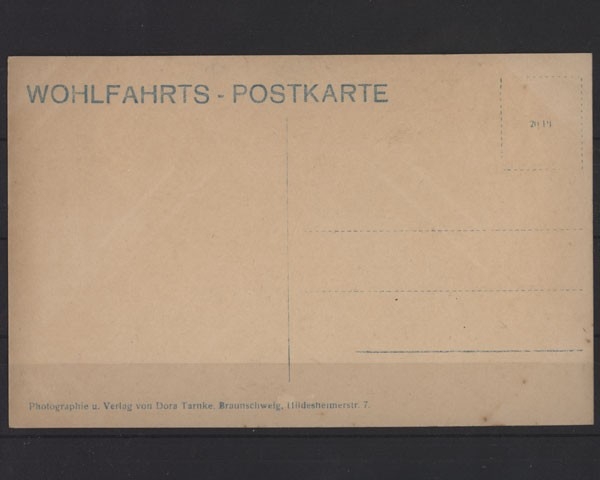 WOHLFAHRTS - POSTKARTE
Photographie u. Verlag von Dora Tarnke, Braunschweig, Hildesheimerstr. 7.